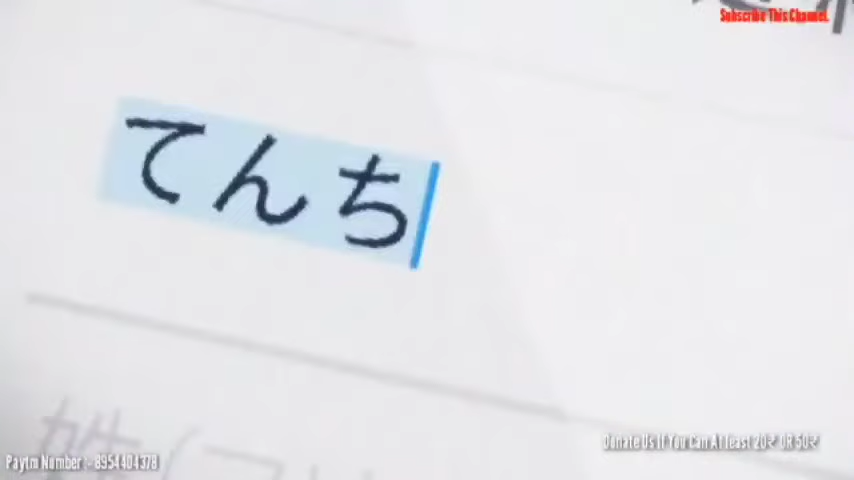 Subscribe This Channel
てんち
Donate Us If You Can At least 20₹ OR 50₹
Paytm Number :- 8954404378